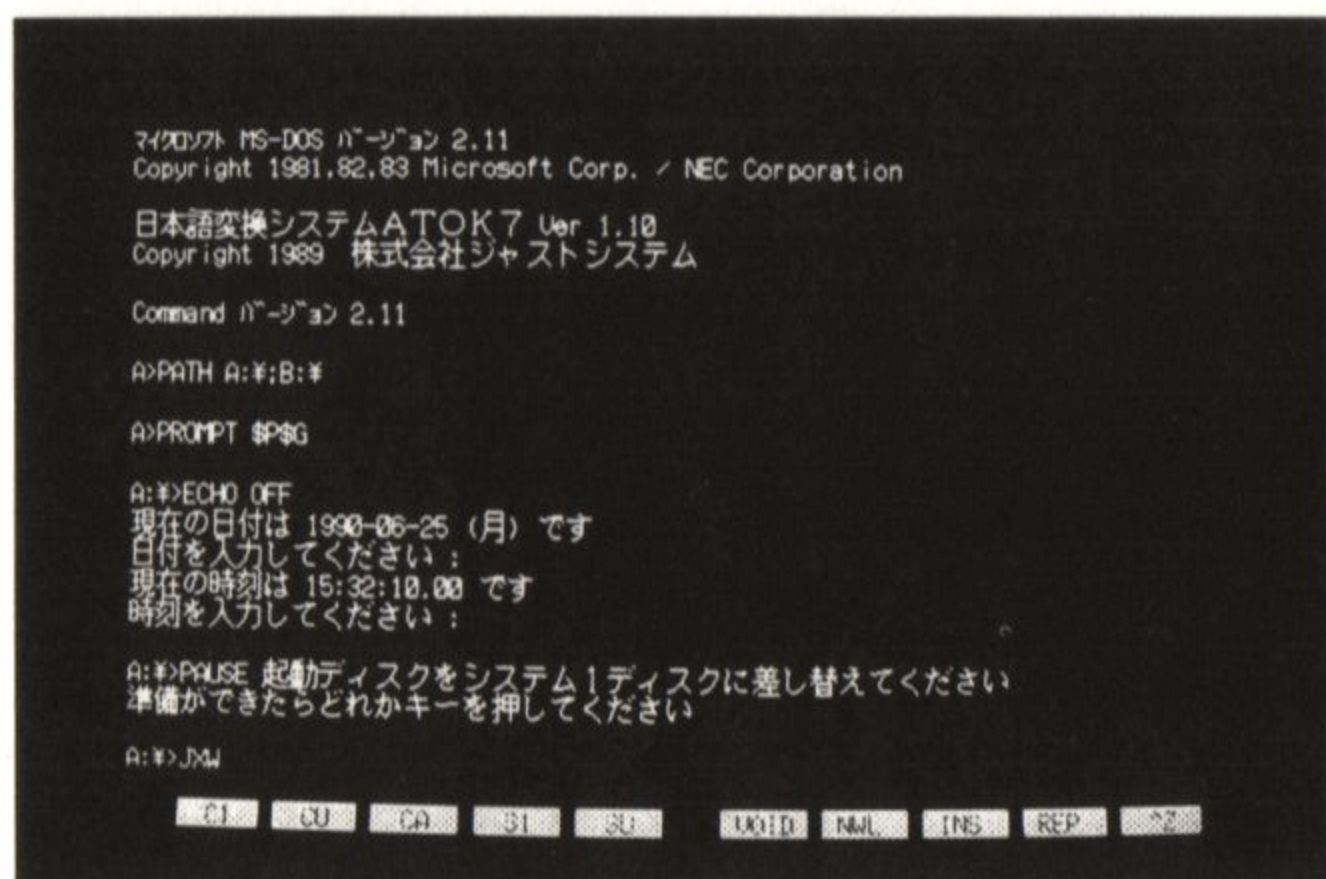 ﾏｲｸﾛｿﾌﾄ MS-DOS ﾊﾞｰｼﾞｮﾝ 2.11
Copyright 1981,82,83 Microsoft Corp. / NEC Corporation
日本語変換システムＡＴＯＫ７ Ver 1.10
Copyright 1989 株式会社ジャストシステム
Command ﾊﾞｰｼﾞｮﾝ 2.11
A>PATH A:¥;B:¥
A>PROMPT $P$G
A:¥>ECHO OFF
現在の日付は 1990-06-25 (月) です
日付を入力してください :
現在の時刻は 15:32:10.00 です
時刻を入力してください :
A:¥>PAUSE 起動ディスクをシステム１ディスクに差し替えてください
準備ができたらどれかキーを押してください
A:¥>JXW
C1 CU CA S1 SU VOID NWL INS REP ^Z